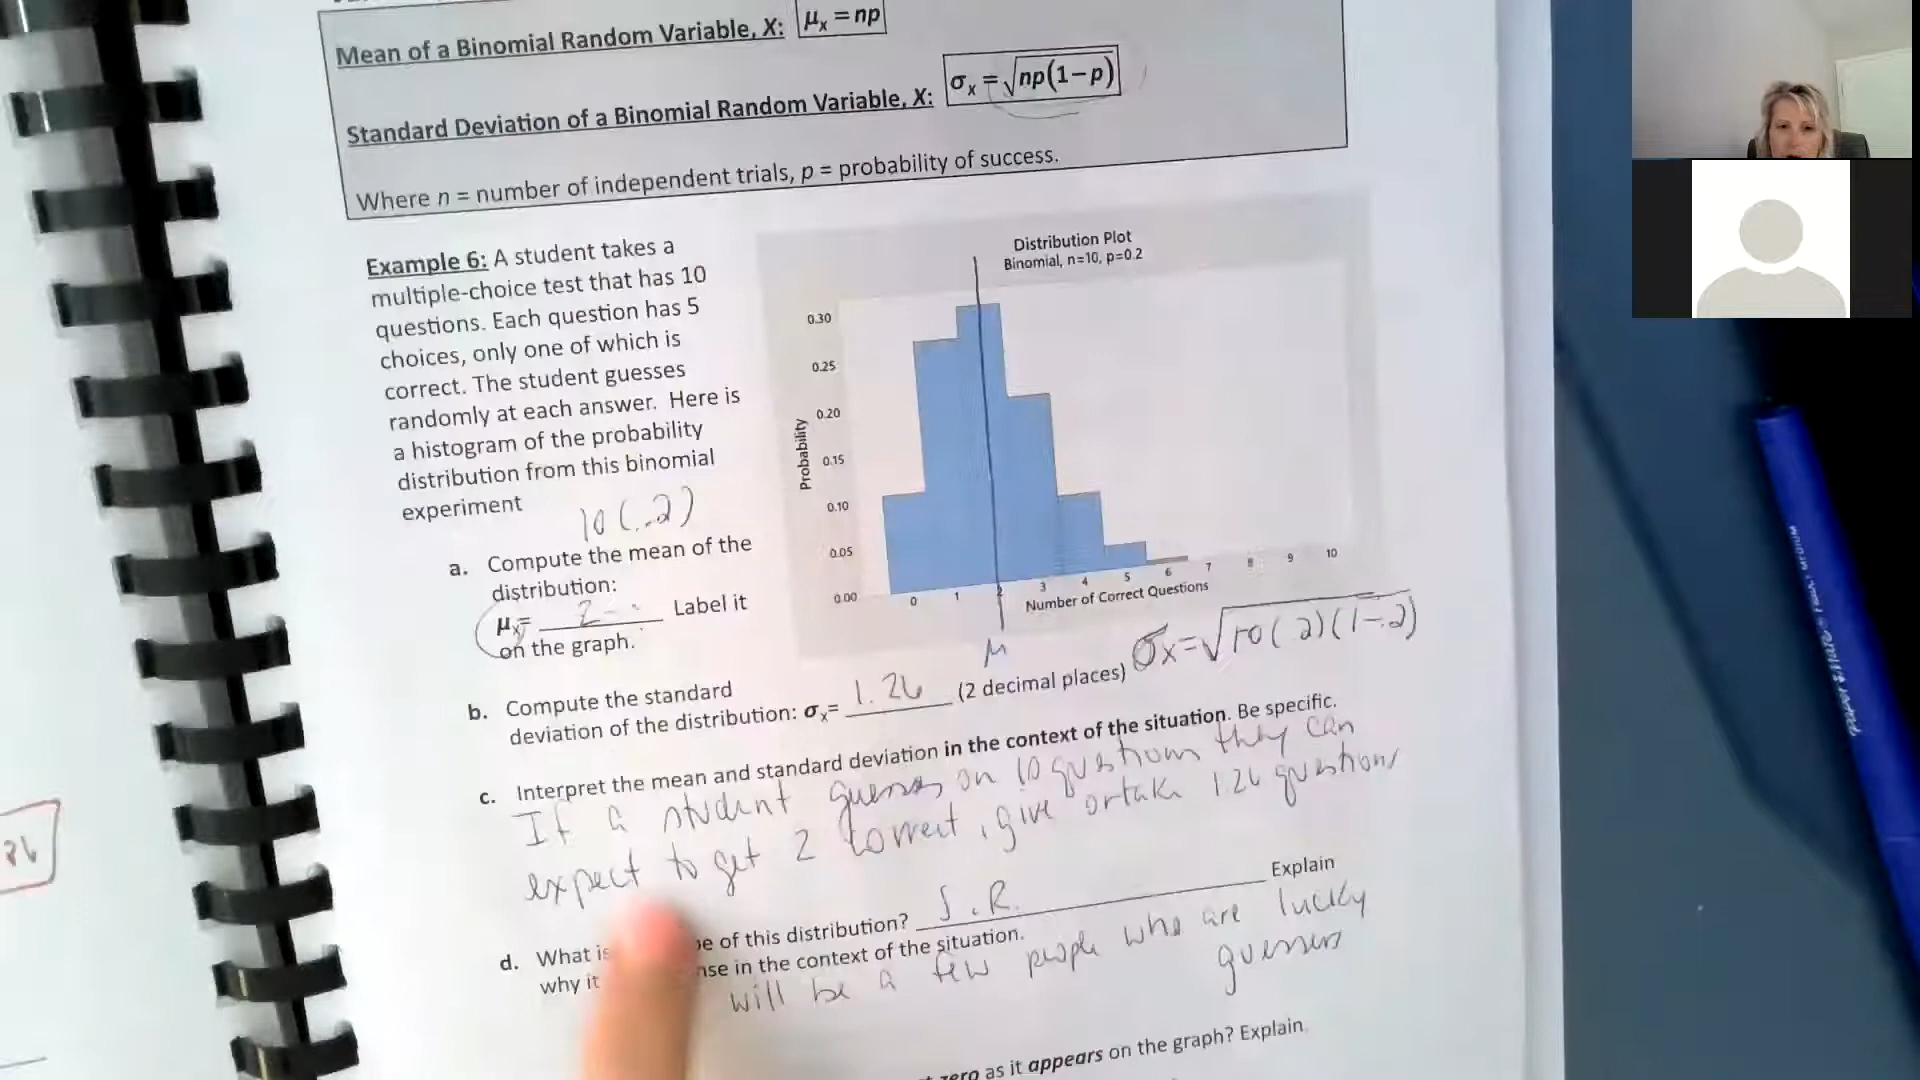 Mean of a Binomial Random Variable, X: μx = np
Standard Deviation of a Binomial Random Variable, X: σx = √np(1−p)
Where n = number of independent trials, p = probability of success.
Example 6: A student takes a
multiple-choice test that has 10
questions. Each question has 5
choices, only one of which is
correct. The student guesses
randomly at each answer. Here is
a histogram of the probability
distribution from this binomial
experiment
10(.2)
a. Compute the mean of the
distribution:
μx= 2 Label it
on the graph.
Distribution Plot
Binomial, n=10, p=0.2
Probability
0.30
0.25
0.20
0.15
0.10
0.05
0.00
0 1 2 3 4 5 6 7 8 9 10
Number of Correct Questions
μ
σx=√10(.2)(1-.2)
b. Compute the standard
deviation of the distribution: σx= 1.26 (2 decimal places)
c. Interpret the mean and standard deviation in the context of the situation. Be specific.
If a student guesses on 10 questions they can
expect to get 2 correct, give or take 1.26 questions
d. What is of this distribution? S.R. Explain
why it in the context of the situation.
will be a few people who are lucky
guessers
zero as it appears on the graph? Explain.